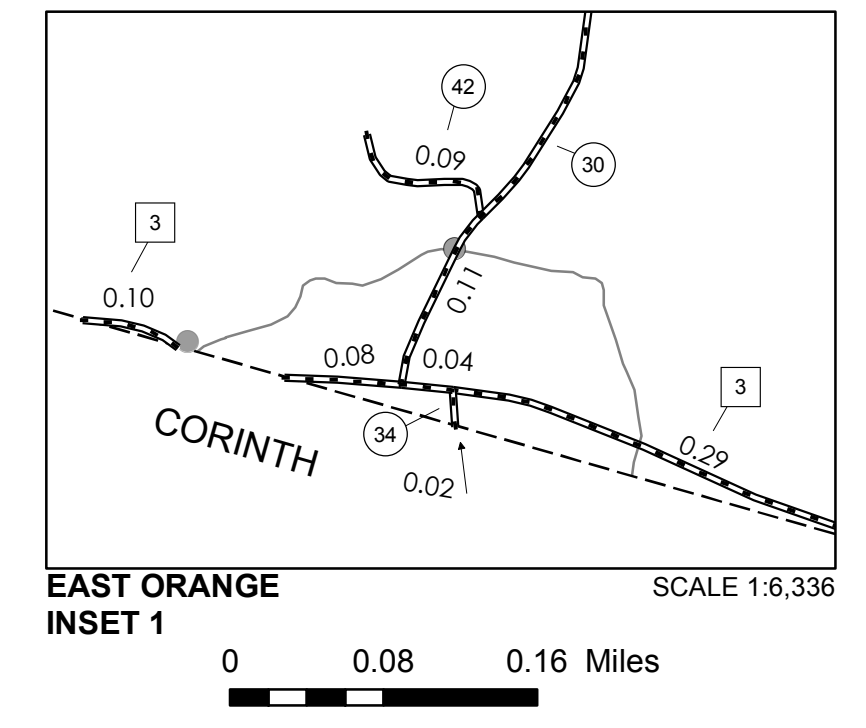 42
0.09
30
3
0.10
0.11
0.08
0.04
3
34
0.29
CORINTH
0.02
EAST ORANGE
INSET 1
SCALE 1:6,336
0 0.08 0.16 Miles